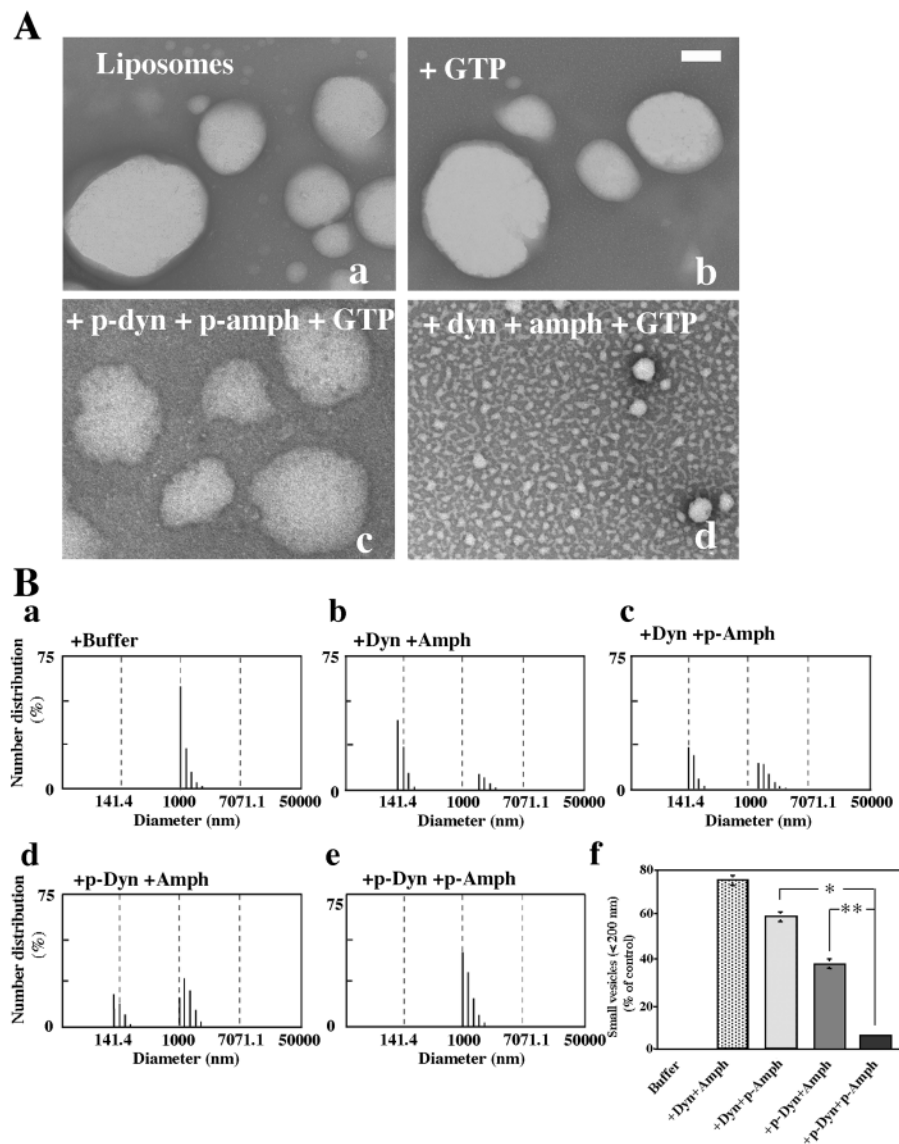 A
Liposomes
+ GTP
a
b
+ p-dyn + p-amph + GTP
+ dyn + amph + GTP
c
d
B
a
b
c
+Buffer
+Dyn +Amph
+Dyn +p-Amph
Number distribution
(%)
75
0
141.4 1000 7071.1 50000
Diameter (nm)
75
0
141.4 1000 7071.1 50000
Diameter (nm)
75
0
141.4 1000 7071.1 50000
Diameter (nm)
d
e
f
+p-Dyn +Amph
+p-Dyn +p-Amph
Number distribution
(%)
75
0
141.4 1000 7071.1 50000
Diameter (nm)
75
0
141.4 1000 7071.1 50000
Diameter (nm)
Small vesicles (<200 nm)
(% of control)
80
60
40
20
0
*
**
Buffer
+Dyn+Amph
+Dyn+p-Amph
+p-Dyn+Amph
+p-Dyn+p-Amph